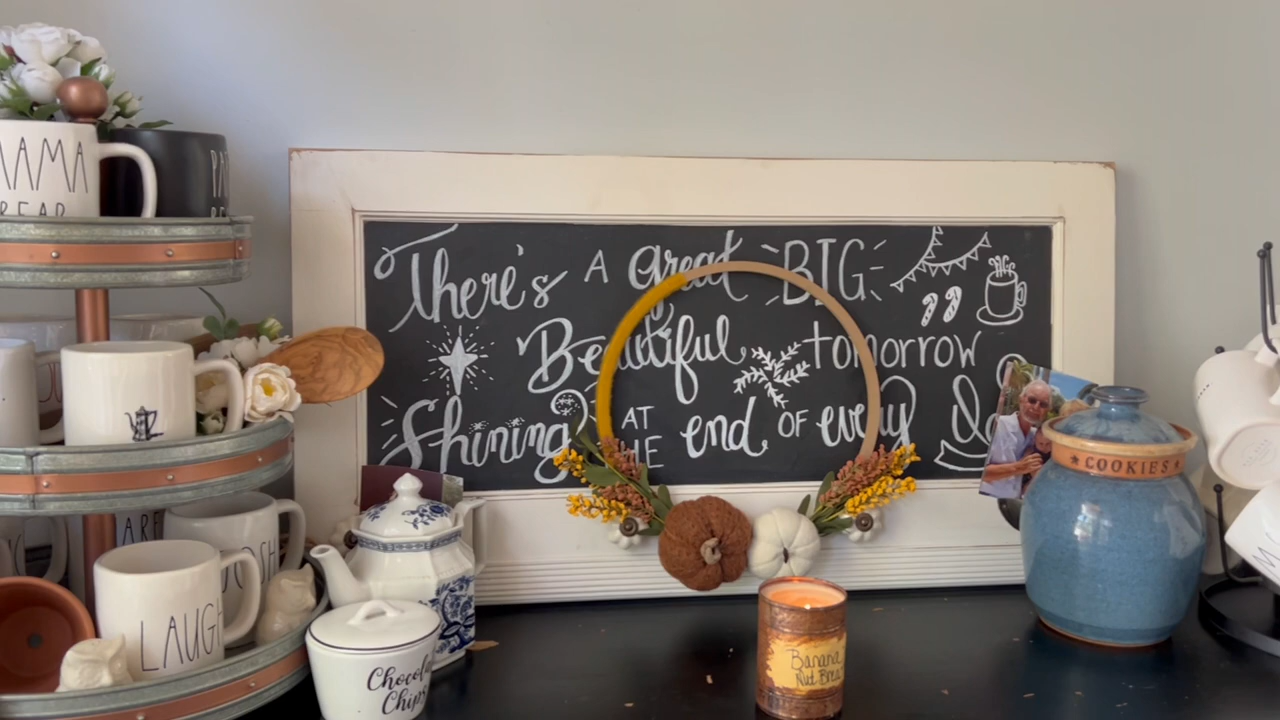 MAMA
BEAR
There's A great BIG
Beautiful tomorrow
Shining AT THE end OF every
LAUGH
Chocolate
Chips
Banana
Nut Bread
COOKIES